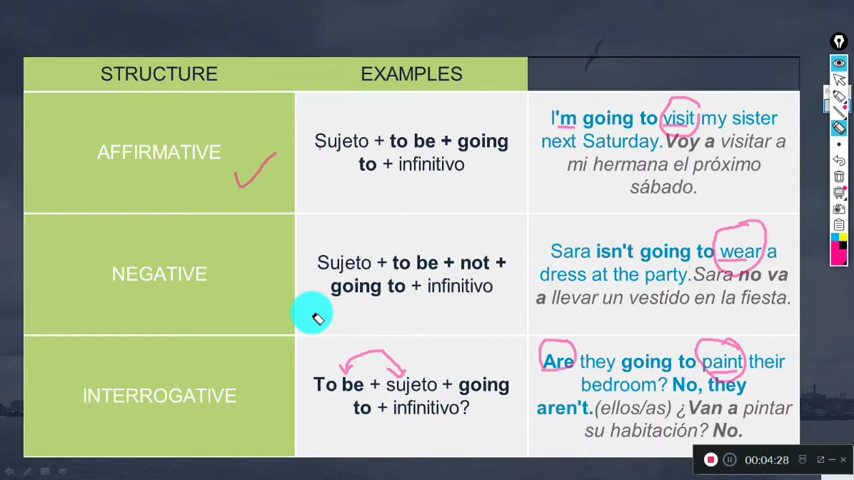 STRUCTURE
EXAMPLES
AFFIRMATIVE
Sujeto + to be + going
to + infinitivo
I'm going to visit my sister
next Saturday.Voy a visitar a
mi hermana el próximo
sábado.
NEGATIVE
Sujeto + to be + not +
going to + infinitivo
Sara isn't going to wear a
dress at the party.Sara no va
a llevar un vestido en la fiesta.
INTERROGATIVE
To be + sujeto + going
to + infinitivo?
Are they going to paint their
bedroom? No, they
aren't.(ellos/as) ¿Van a pintar
su habitación? No.
00:04:28